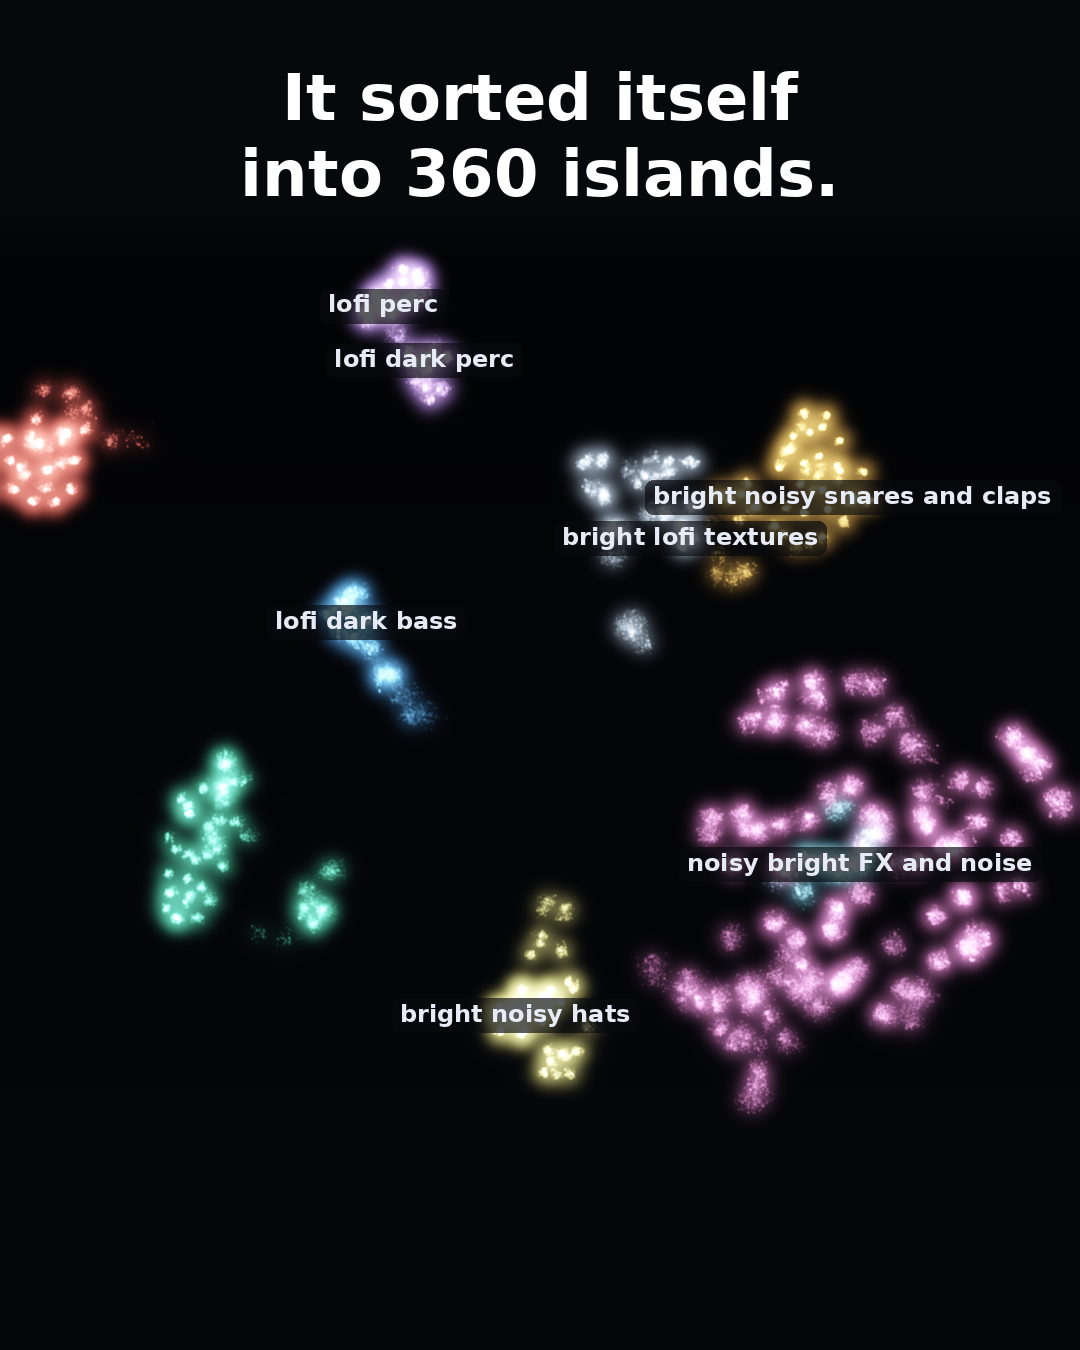 It sorted itself
into 360 islands.
lofi perc
lofi dark perc
bright noisy snares and claps
bright lofi textures
lofi dark bass
noisy bright FX and noise
bright noisy hats